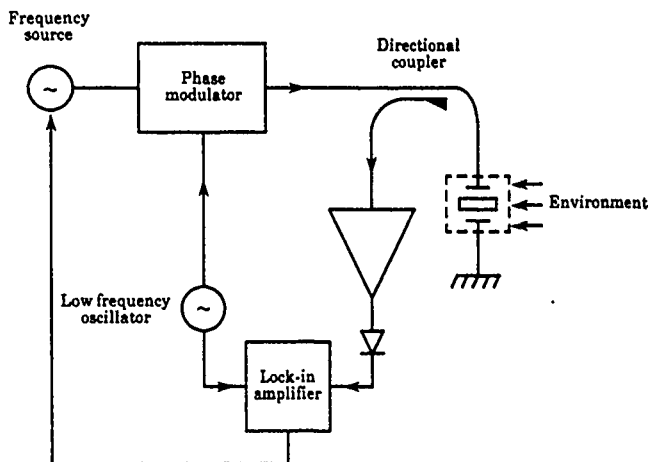 Frequency
source
Phase
modulator
Directional
coupler
Environment
Low frequency
oscillator
Lock-in
amplifier